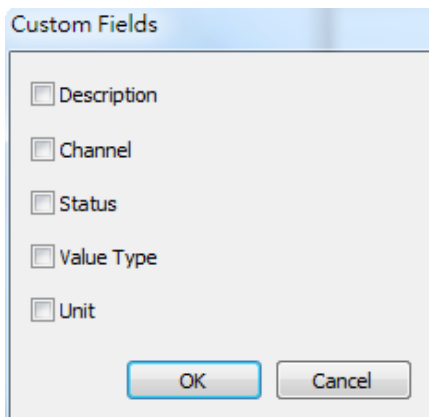 Custom Fields
Description
Channel
Status
Value Type
Unit
OK Cancel